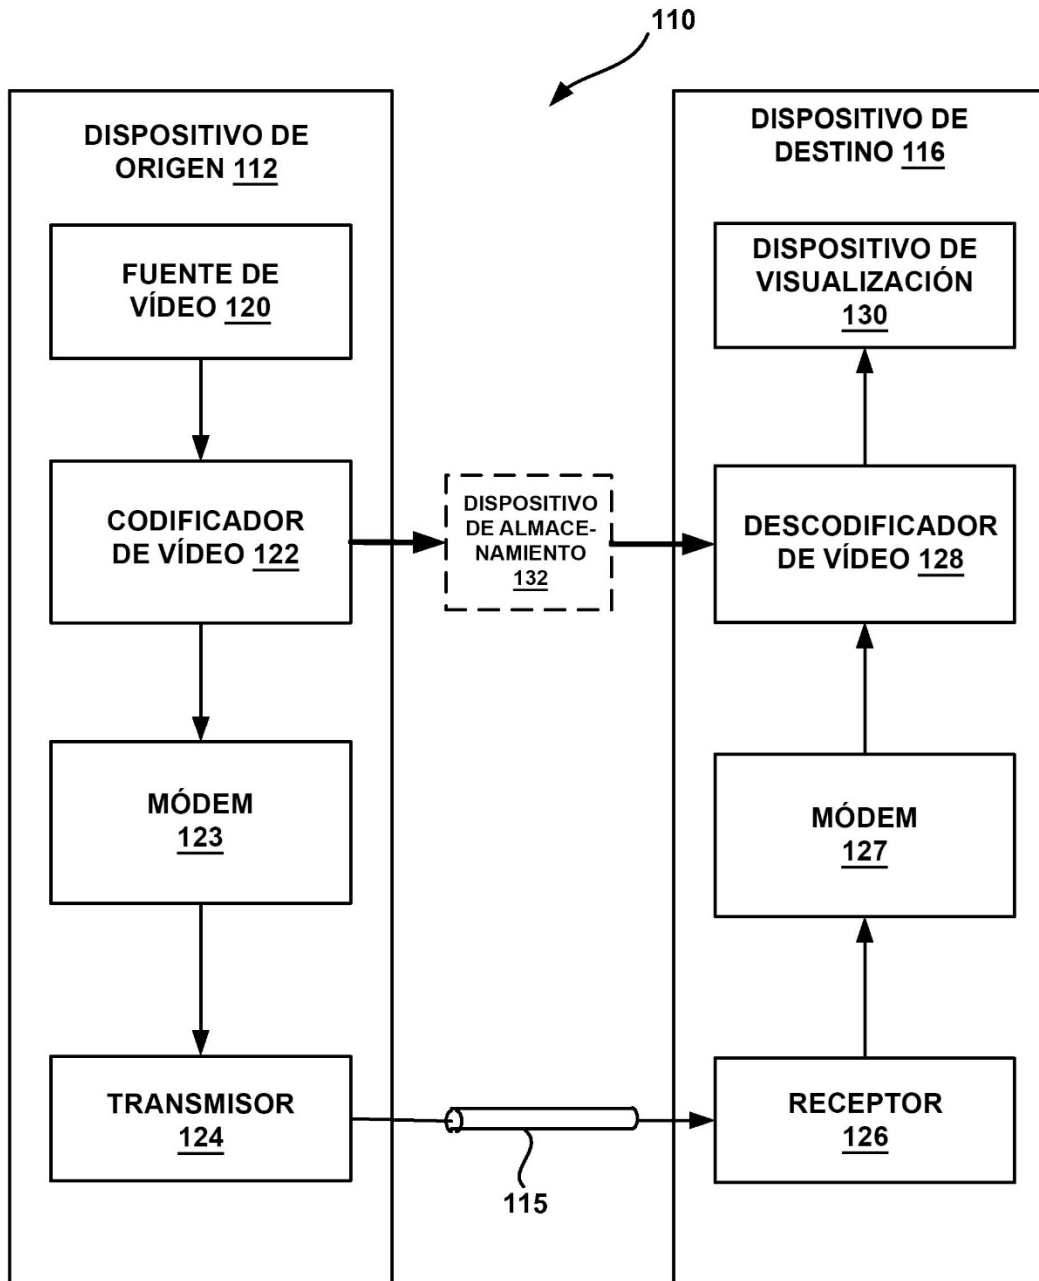 110
DISPOSITIVO DE
ORIGEN 112
FUENTE DE
VÍDEO 120
CODIFICADOR
DE VÍDEO 122
MÓDEM
123
TRANSMISOR
124
DISPOSITIVO
DE ALMACE-
NAMIENTO
132
115
DISPOSITIVO DE
DESTINO 116
DISPOSITIVO DE
VISUALIZACIÓN
130
DESCODIFICADOR
DE VÍDEO 128
MÓDEM
127
RECEPTOR
126